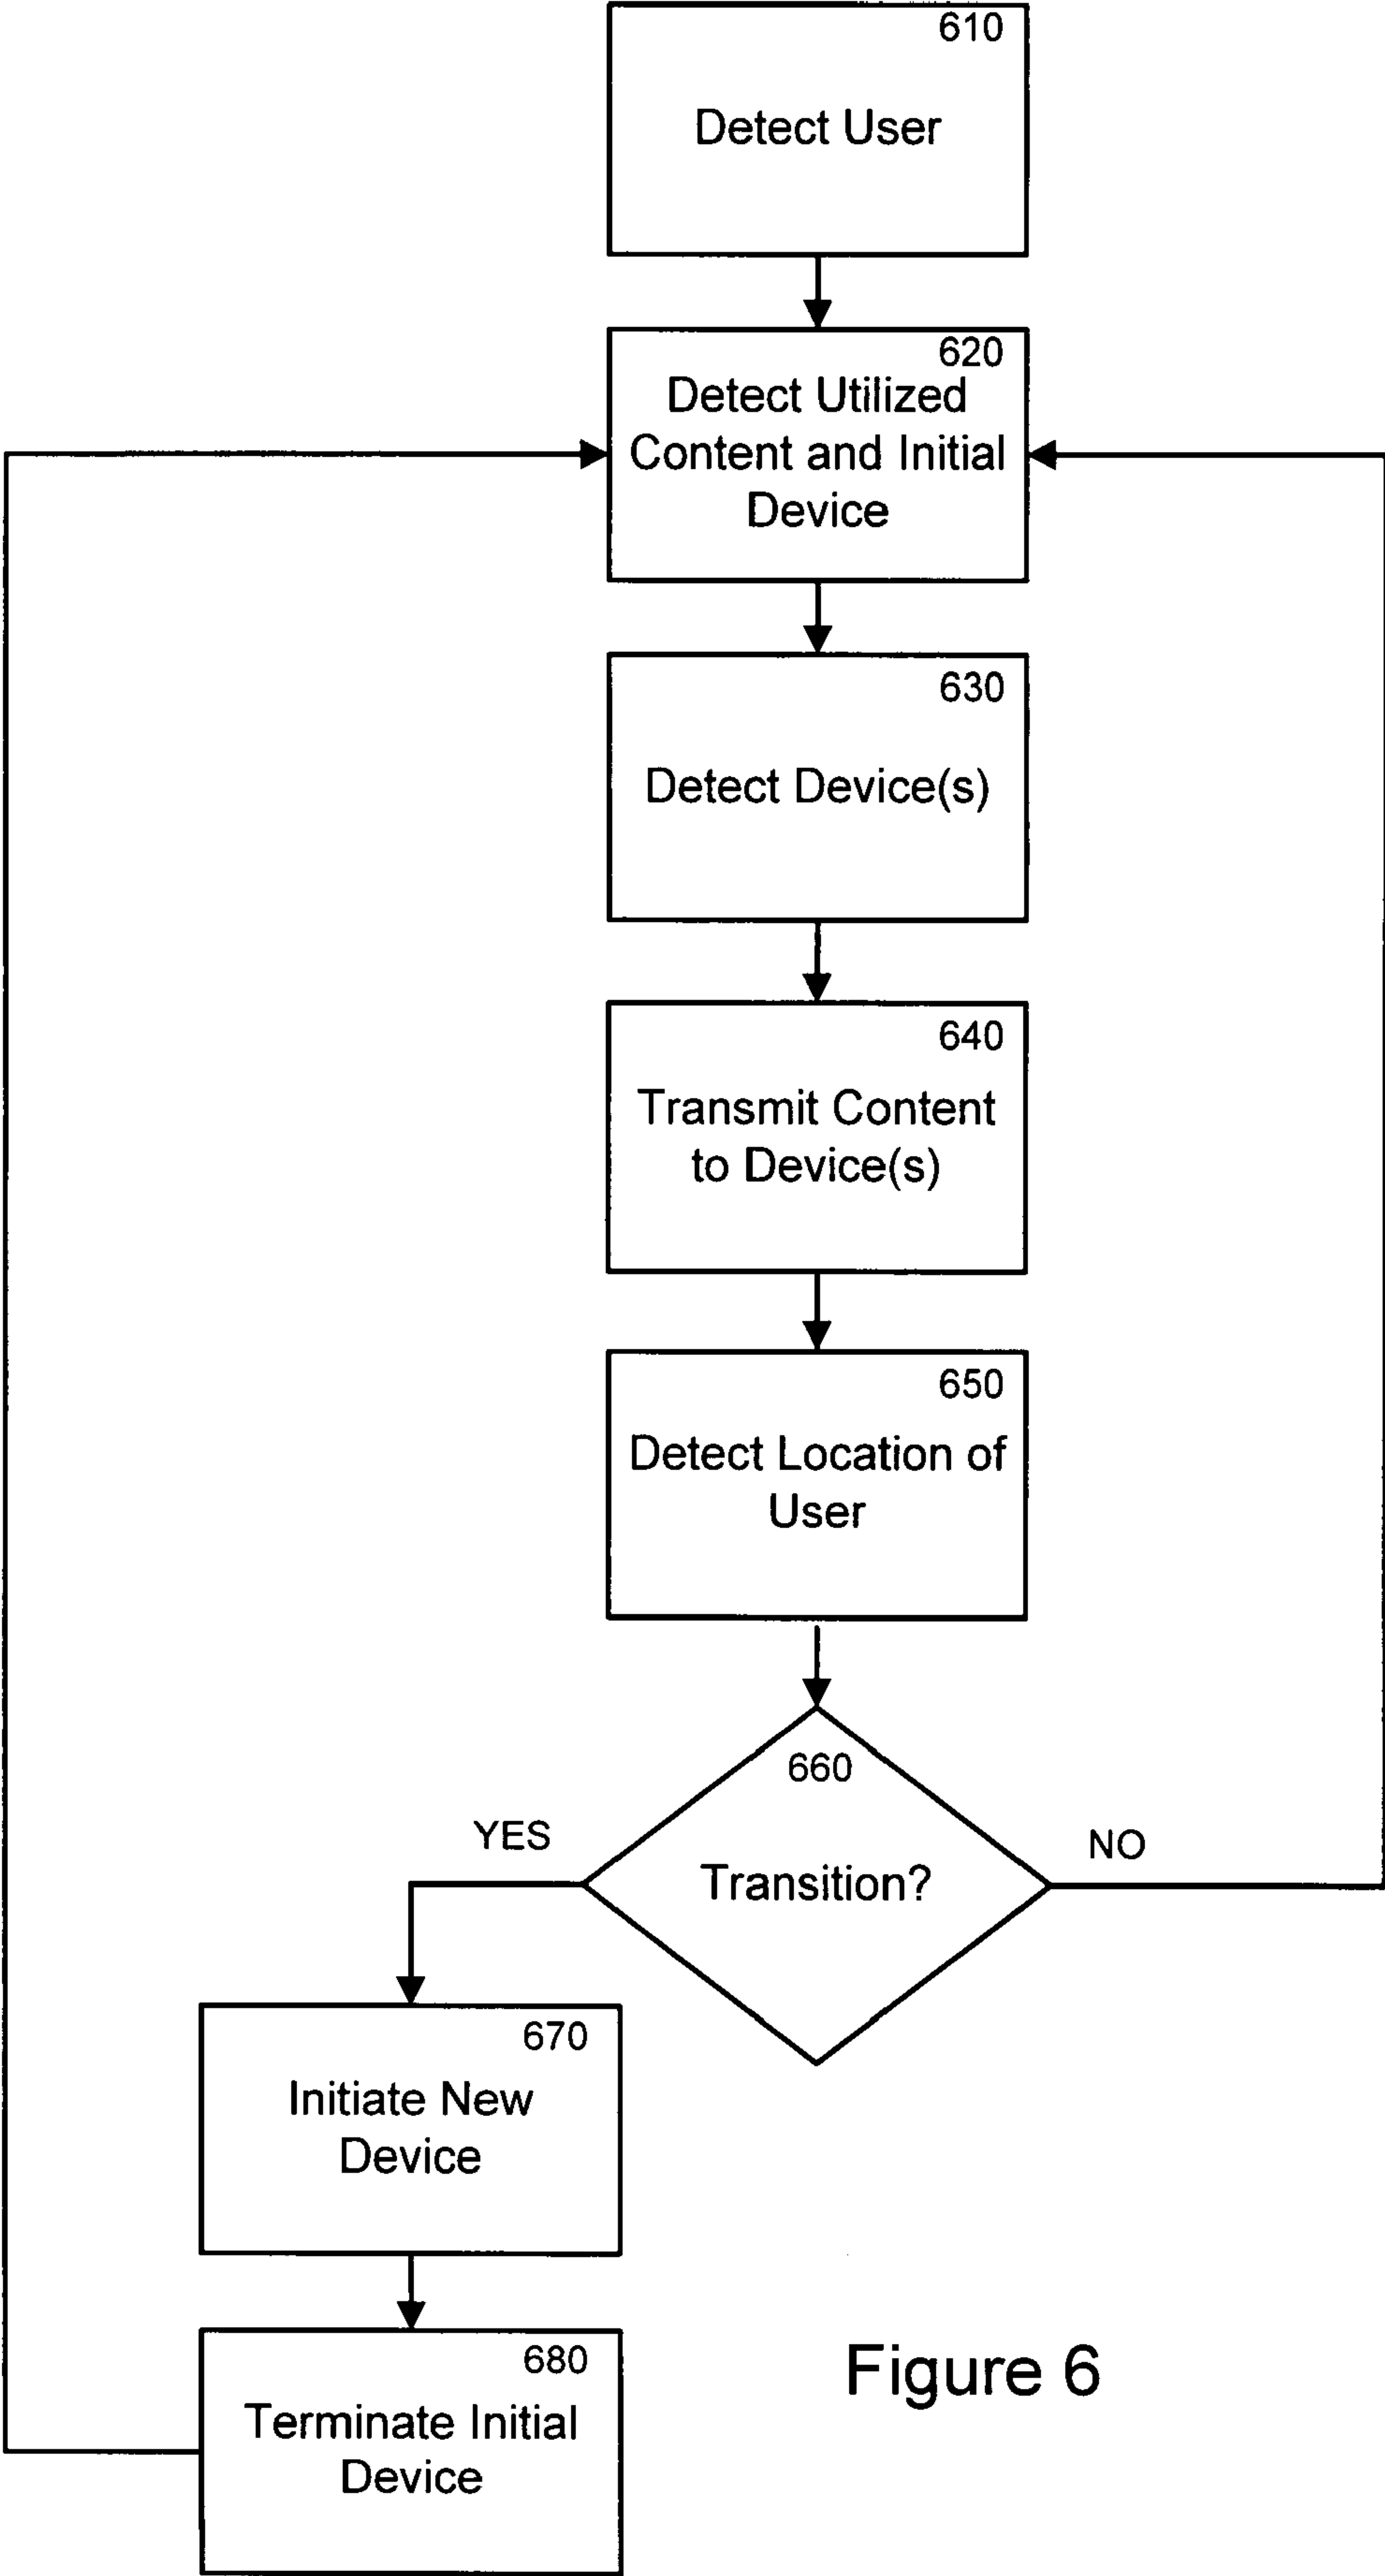 610
Detect User
620
Detect Utilized
Content and Initial
Device
630
Detect Device(s)
640
Transmit Content
to Device(s)
650
Detect Location of
User
660
Transition?
YES
NO
670
Initiate New
Device
680
Terminate Initial
Device
Figure 6